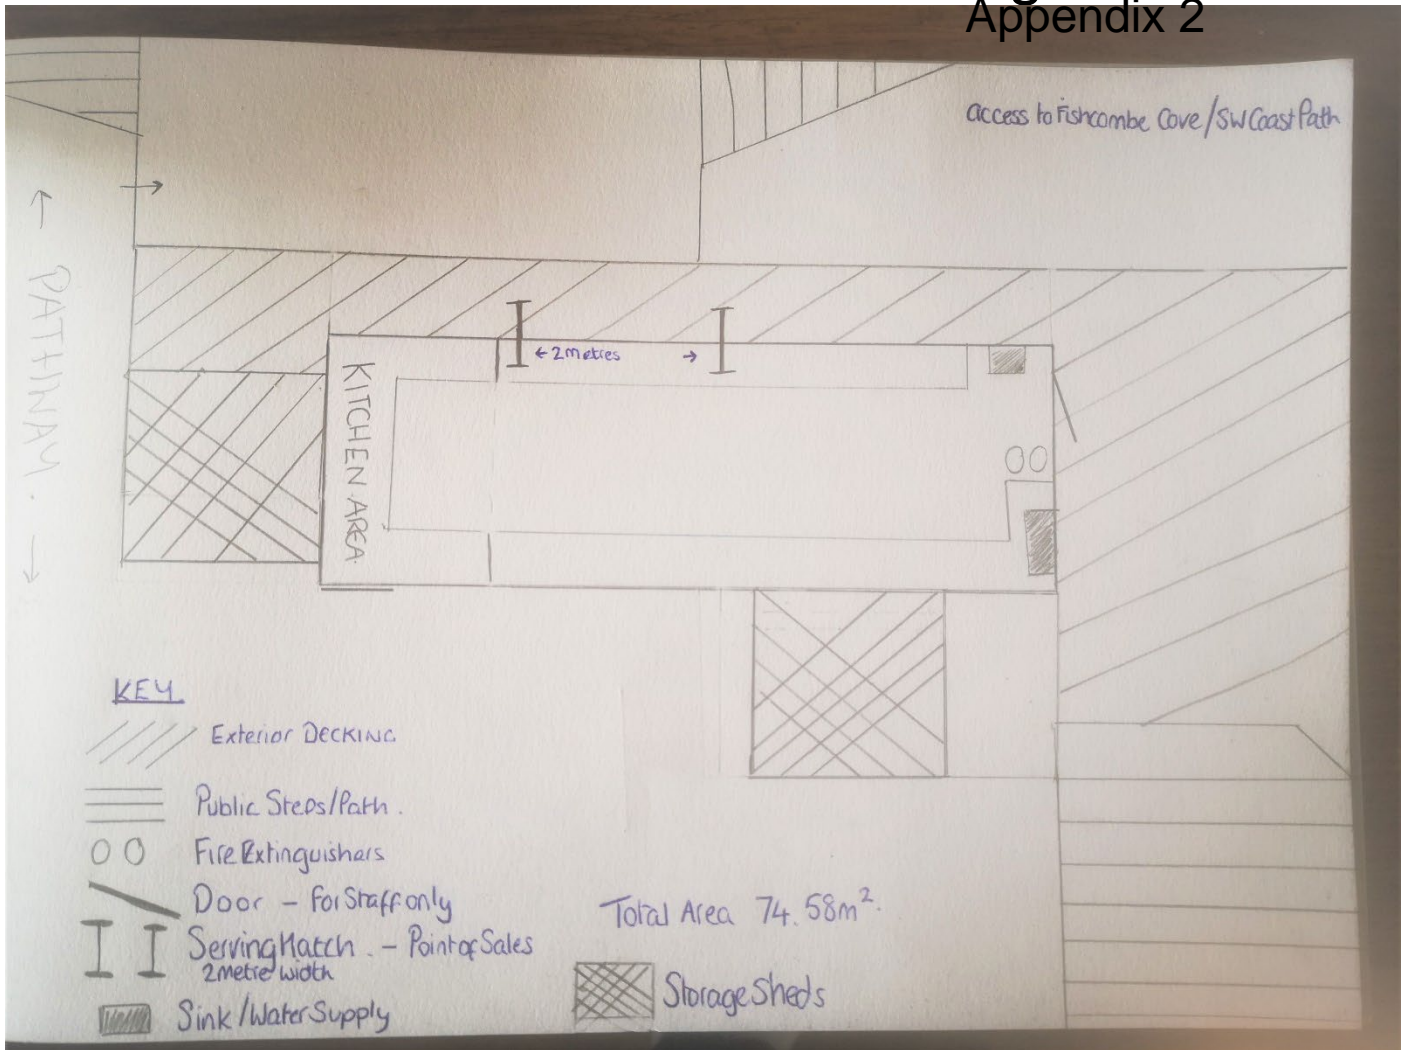 Appendix 2
access to Fishcombe Cove/SW Coast Path
← PATHWAY. →
←2metres →
KITCHEN AREA
KEY
Exterior DECKING
Public Steps/Path.
Fire Extinguishers
Door - For Staff only
Serving Hatch. - Point of Sales
2metre width
Sink/Water Supply
Total Area 74.58m².
Storage Sheds